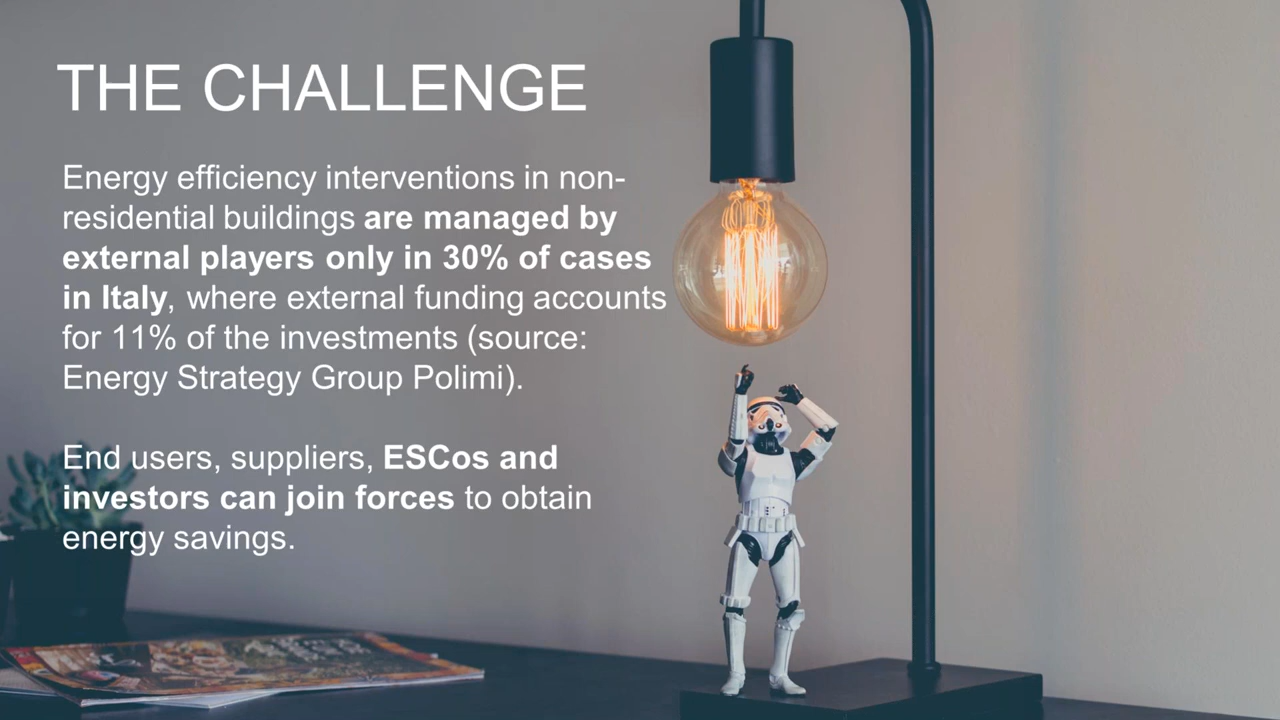 THE CHALLENGE
Energy efficiency interventions in non-
residential buildings are managed by
external players only in 30% of cases
in Italy, where external funding accounts
for 11% of the investments (source:
Energy Strategy Group Polimi).
End users, suppliers, ESCos and
investors can join forces to obtain
energy savings.